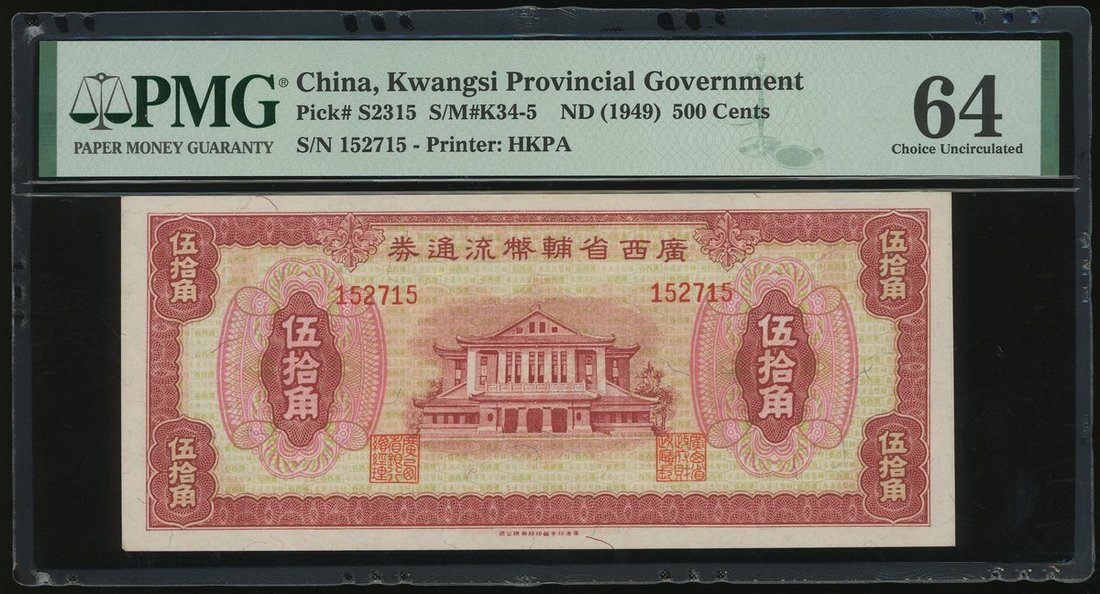 PMG®
PAPER MONEY GUARANTY
China, Kwangsi Provincial Government
Pick# S2315 S/M#K34-5 ND (1949) 500 Cents
S/N 152715 - Printer: HKPA
64
Choice Uncirculated
券通流幣輔省西廣
伍拾角
伍拾角
152715
152715
伍拾角
伍拾角
伍拾角
伍拾角